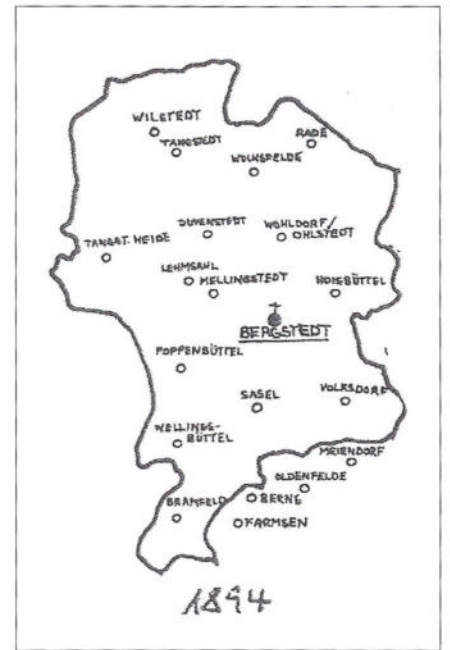 WILSTEDT
TANGSTEDT
RADE
WULKSFELDE
DUVENSTEDT
WOHLDORF/
OHLSTEDT
TANGST. HEIDE
LEHMSAHL
MELLINGSTEDT
HOISBÜTTEL
BERGSTEDT
POPPENBÜTTEL
SASEL
VOLKSDORF
WELLINGS-
BÜTTEL
MEIENDORF
OLDENFELDE
BRAMFELD
BERNE
FARMSEN
1894